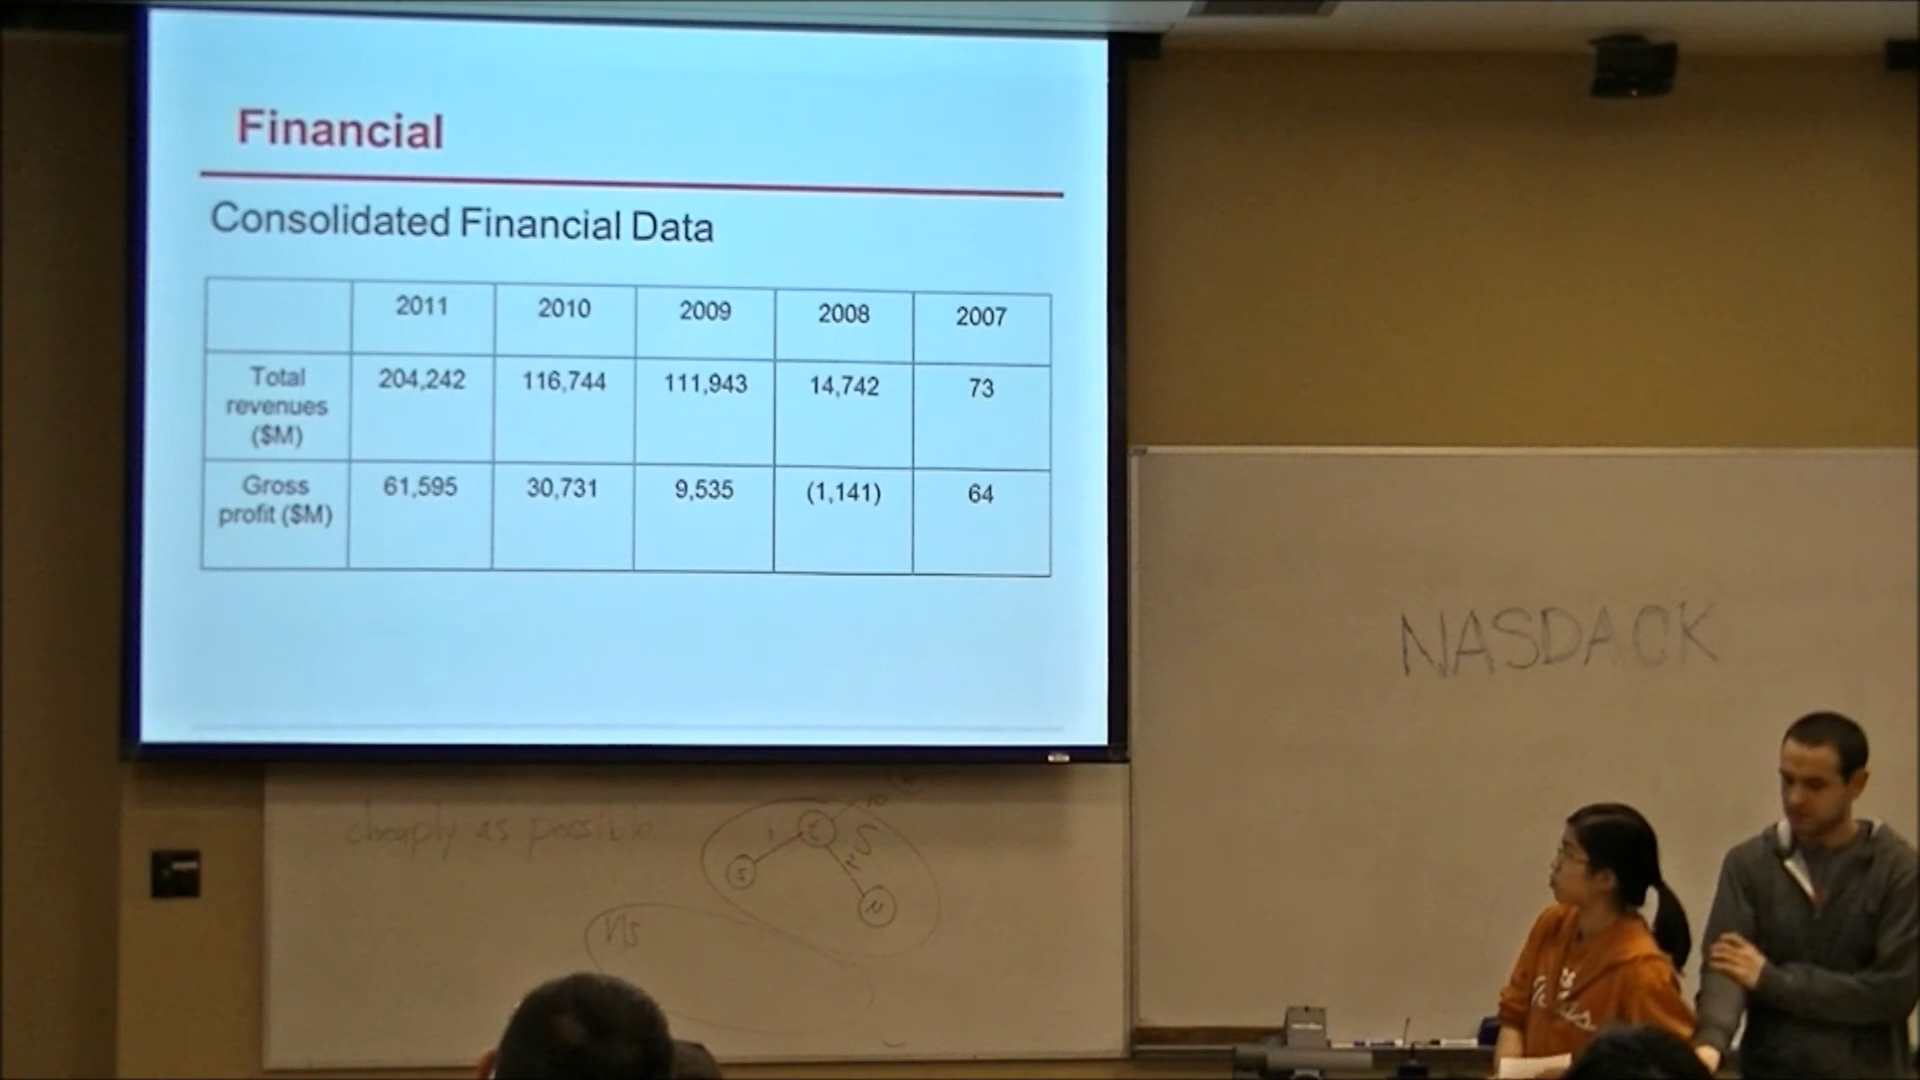 Financial
Consolidated Financial Data
2011 2010 2009 2008 2007
Total revenues ($M) 204,242 116,744 111,943 14,742 73
Gross profit ($M) 61,595 30,731 9,535 (1,141) 64
NASDACK
cheaply as possible